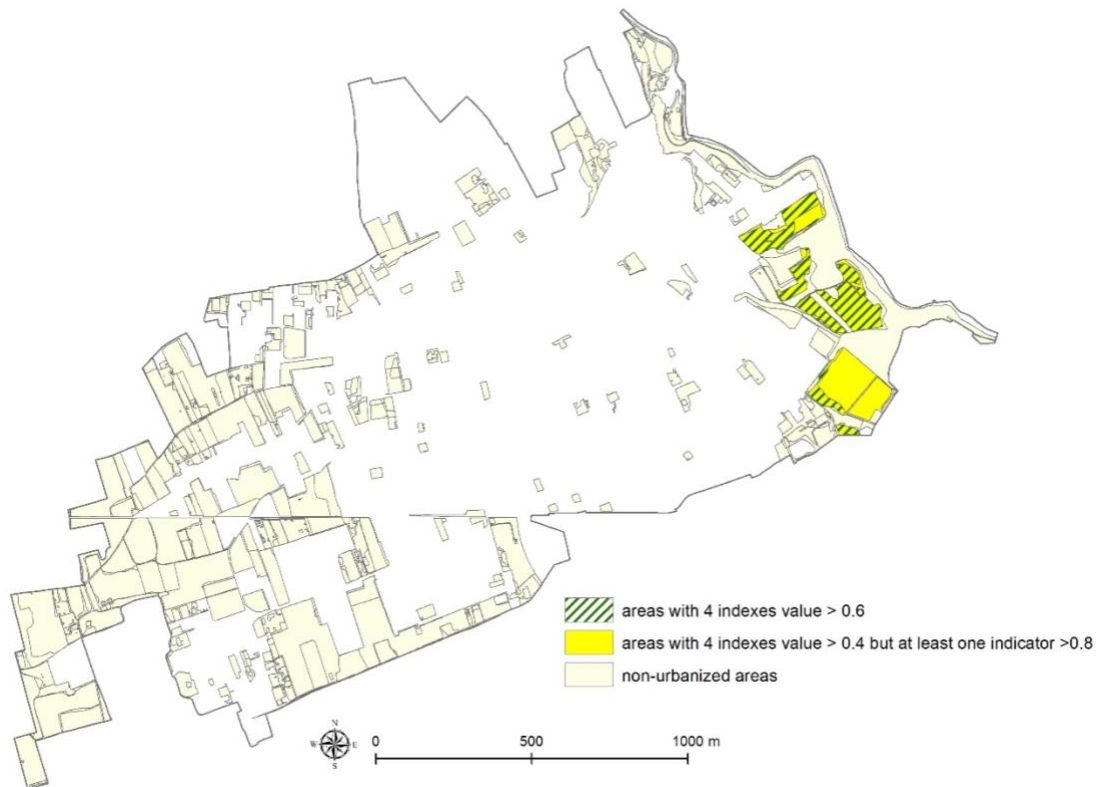 areas with 4 indexes value > 0.6
areas with 4 indexes value > 0.4 but at least one indicator >0.8
non-urbanized areas
N
W E
S
0 500 1000 m